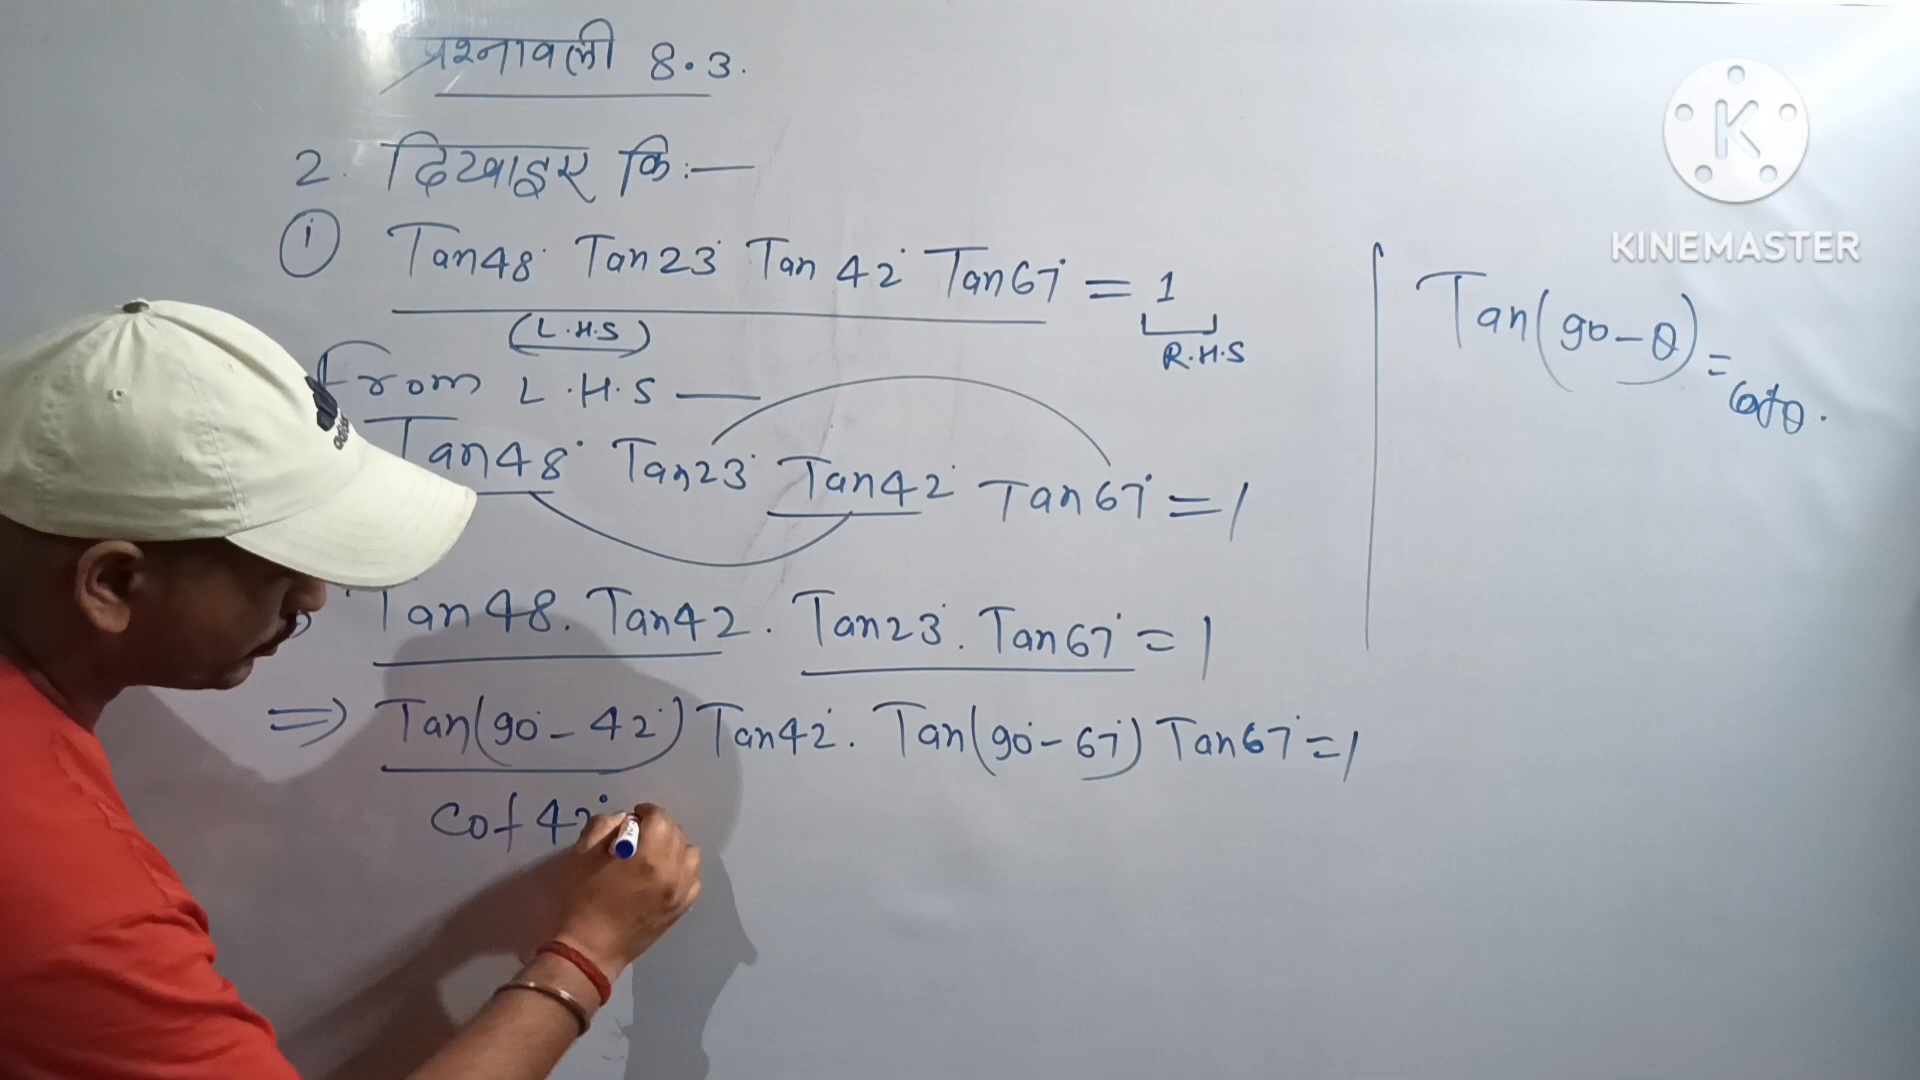 प्रश्नावली 8.3.
2. दिखाइए कि:—
(i) Tan48° Tan23° Tan 42° Tan67° = 1
(L.H.S)
R.H.S
From L.H.S —
Tan48° Tan23° Tan42° Tan67° = 1
Tan48. Tan42. Tan23°. Tan67° = 1
⇒ Tan(90° - 42°) Tan42°. Tan(90° - 67°) Tan67° = 1
Cot 42°
Tan(90-θ) =
Cotθ.
K
KINEMASTER